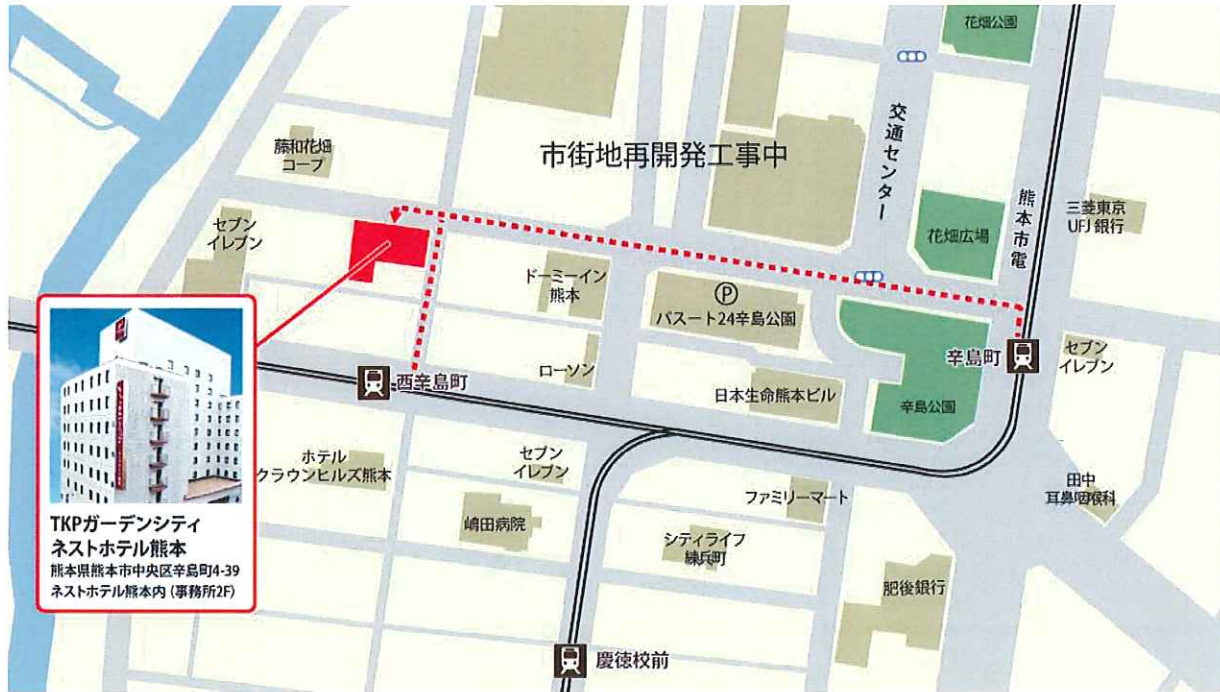 花畑公園
交通センター
市街地再開発工事中
藤和花畑
コープ
熊本市電
三菱東京
UFJ銀行
花畑広場
セブン
イレブン
ドーミーイン
熊本
P
パスート24辛島公園
辛島町
セブン
イレブン
西辛島町
ローソン
日本生命熊本ビル
辛島公園
ホテル
クラウンヒルズ熊本
セブン
イレブン
ファミリーマート
田中
耳鼻咽喉科
嶋田病院
シティライフ
練兵町
肥後銀行
慶徳校前
TKPガーデンシティ
ネストホテル熊本
熊本県熊本市中央区辛島町4-39
ネストホテル熊本内 (事務所2F)